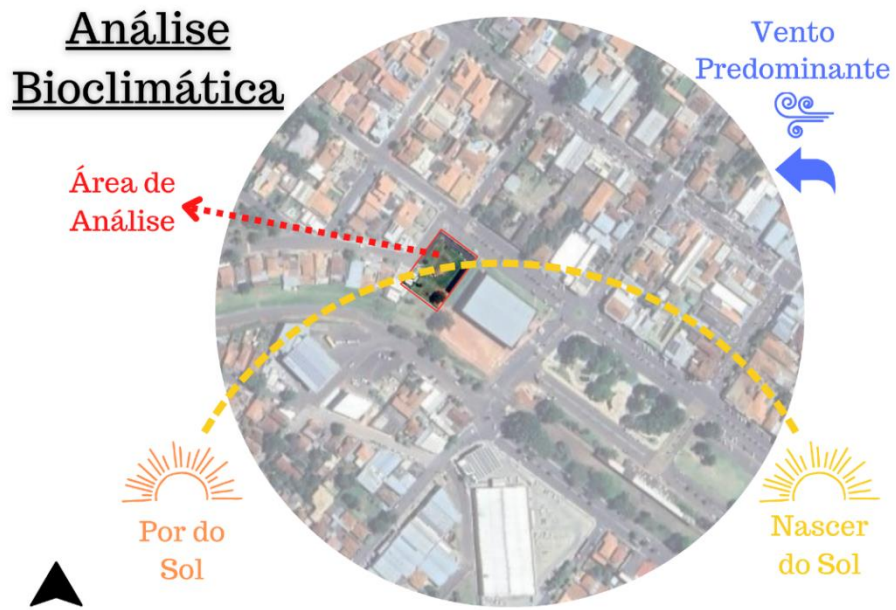 Análise
Bioclimática
Vento
Predominante
Área de
Análise
Por do
Sol
Nascer
do Sol